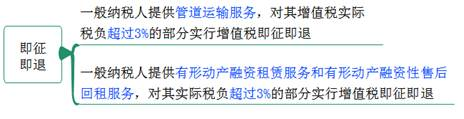 一般纳税人提供管道运输服务，对其增值税实际
税负超过3%的部分实行增值税即征即退
即征
即退
一般纳税人提供有形动产融资租赁服务和有形动产融资性售后
回租服务，对其实际税负超过3%的部分实行增值税即征即退